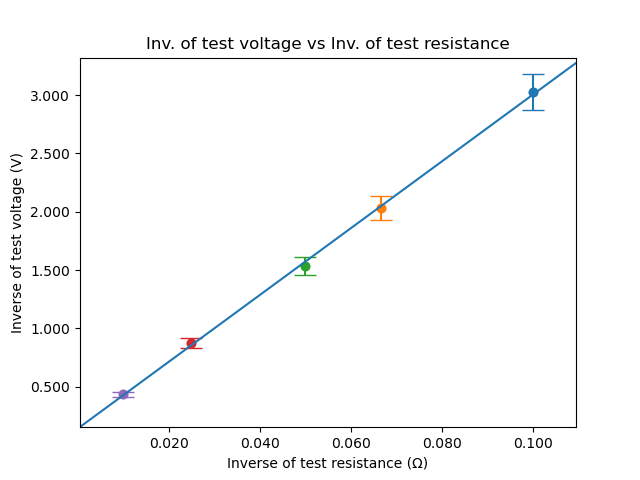 Inv. of test voltage vs Inv. of test resistance
3.000
2.500
2.000
1.500
1.000
0.500
Inverse of test voltage (V)
0.020 0.040 0.060 0.080 0.100
Inverse of test resistance (Ω)